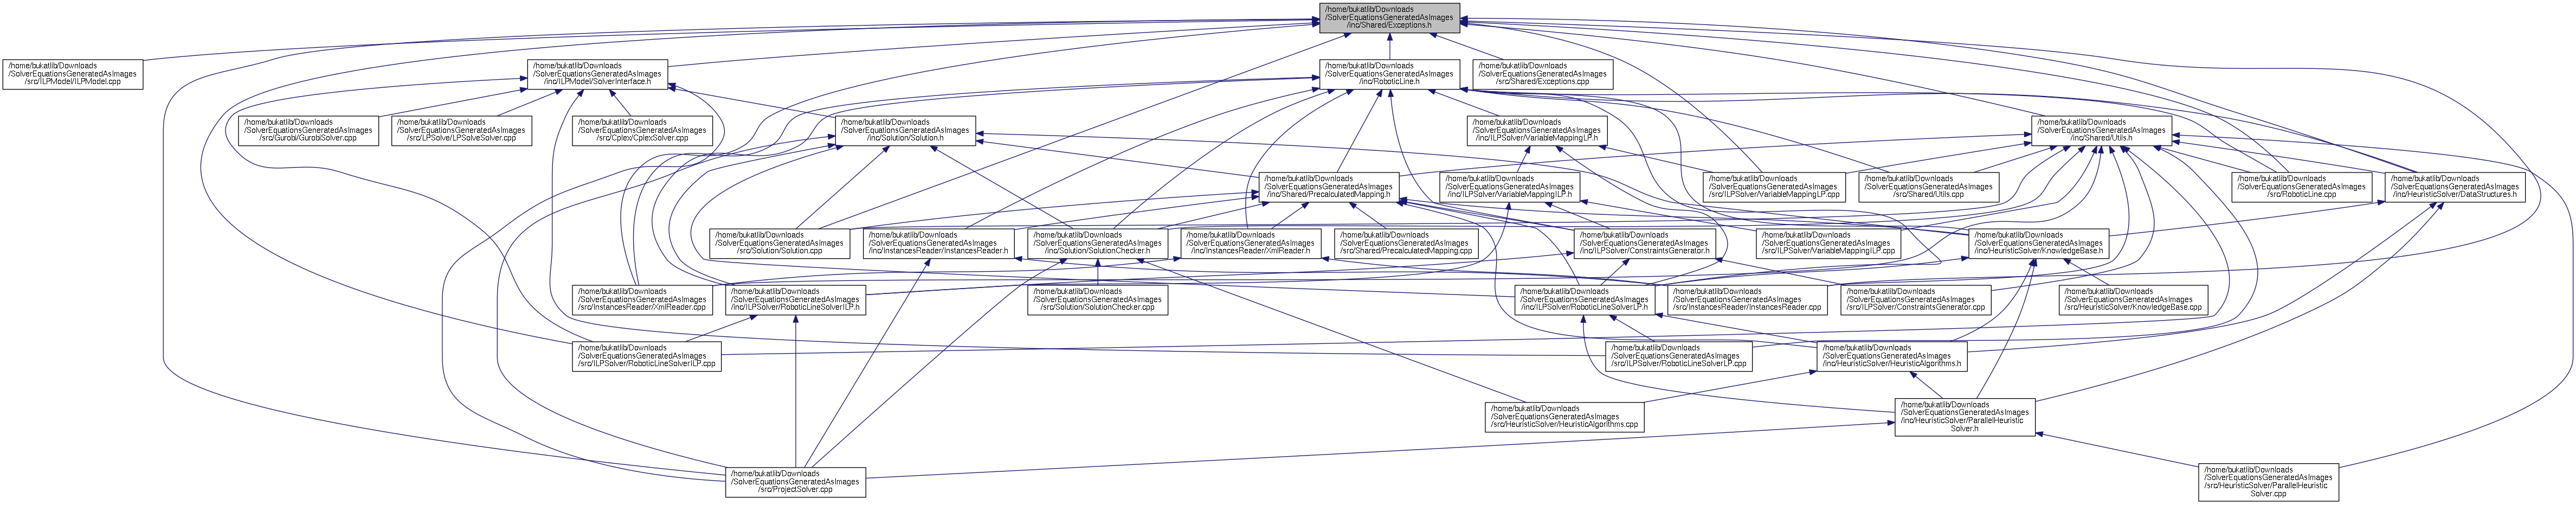 /home/bukatlib/Downloads
/SolverEquationsGeneratedAsImages
/inc/Shared/Exceptions.h
/home/bukatlib/Downloads
/SolverEquationsGeneratedAsImages
/src/ILPModel/ILPModel.cpp
/home/bukatlib/Downloads
/SolverEquationsGeneratedAsImages
/inc/ILPModel/SolverInterface.h
/home/bukatlib/Downloads
/SolverEquationsGeneratedAsImages
/inc/RoboticLine.h
/home/bukatlib/Downloads
/SolverEquationsGeneratedAsImages
/src/Shared/Exceptions.cpp
/home/bukatlib/Downloads
/SolverEquationsGeneratedAsImages
/src/Gurobi/GurobiSolver.cpp
/home/bukatlib/Downloads
/SolverEquationsGeneratedAsImages
/src/LPSolve/LPSolveSolver.cpp
/home/bukatlib/Downloads
/SolverEquationsGeneratedAsImages
/src/Cplex/CplexSolver.cpp
/home/bukatlib/Downloads
/SolverEquationsGeneratedAsImages
/inc/Solution/Solution.h
/home/bukatlib/Downloads
/SolverEquationsGeneratedAsImages
/inc/ILPSolver/VariableMappingLP.h
/home/bukatlib/Downloads
/SolverEquationsGeneratedAsImages
/inc/Shared/Utils.h
/home/bukatlib/Downloads
/SolverEquationsGeneratedAsImages
/inc/Shared/PrecalculatedMapping.h
/home/bukatlib/Downloads
/SolverEquationsGeneratedAsImages
/inc/ILPSolver/VariableMappingILP.h
/home/bukatlib/Downloads
/SolverEquationsGeneratedAsImages
/src/ILPSolver/VariableMappingLP.cpp
/home/bukatlib/Downloads
/SolverEquationsGeneratedAsImages
/src/Shared/Utils.cpp
/home/bukatlib/Downloads
/SolverEquationsGeneratedAsImages
/src/RoboticLine.cpp
/home/bukatlib/Downloads
/SolverEquationsGeneratedAsImages
/inc/HeuristicSolver/DataStructures.h
/home/bukatlib/Downloads
/SolverEquationsGeneratedAsImages
/src/Solution/Solution.cpp
/home/bukatlib/Downloads
/SolverEquationsGeneratedAsImages
/inc/InstancesReader/InstancesReader.h
/home/bukatlib/Downloads
/SolverEquationsGeneratedAsImages
/inc/Solution/SolutionChecker.h
/home/bukatlib/Downloads
/SolverEquationsGeneratedAsImages
/inc/InstancesReader/XmlReader.h
/home/bukatlib/Downloads
/SolverEquationsGeneratedAsImages
/src/Shared/PrecalculatedMapping.cpp
/home/bukatlib/Downloads
/SolverEquationsGeneratedAsImages
/inc/ILPSolver/ConstraintsGenerator.h
/home/bukatlib/Downloads
/SolverEquationsGeneratedAsImages
/src/ILPSolver/VariableMappingILP.cpp
/home/bukatlib/Downloads
/SolverEquationsGeneratedAsImages
/inc/HeuristicSolver/KnowledgeBase.h
/home/bukatlib/Downloads
/SolverEquationsGeneratedAsImages
/src/InstancesReader/XmlReader.cpp
/home/bukatlib/Downloads
/SolverEquationsGeneratedAsImages
/inc/ILPSolver/RoboticLineSolverILP.h
/home/bukatlib/Downloads
/SolverEquationsGeneratedAsImages
/src/Solution/SolutionChecker.cpp
/home/bukatlib/Downloads
/SolverEquationsGeneratedAsImages
/inc/ILPSolver/RoboticLineSolverLP.h
/home/bukatlib/Downloads
/SolverEquationsGeneratedAsImages
/src/InstancesReader/InstancesReader.cpp
/home/bukatlib/Downloads
/SolverEquationsGeneratedAsImages
/src/ILPSolver/ConstraintsGenerator.cpp
/home/bukatlib/Downloads
/SolverEquationsGeneratedAsImages
/src/HeuristicSolver/KnowledgeBase.cpp
/home/bukatlib/Downloads
/SolverEquationsGeneratedAsImages
/src/ILPSolver/RoboticLineSolverILP.cpp
/home/bukatlib/Downloads
/SolverEquationsGeneratedAsImages
/src/ILPSolver/RoboticLineSolverLP.cpp
/home/bukatlib/Downloads
/SolverEquationsGeneratedAsImages
/inc/HeuristicSolver/HeuristicAlgorithms.h
/home/bukatlib/Downloads
/SolverEquationsGeneratedAsImages
/src/HeuristicSolver/HeuristicAlgorithms.cpp
/home/bukatlib/Downloads
/SolverEquationsGeneratedAsImages
/inc/HeuristicSolver/ParallelHeuristic
Solver.h
/home/bukatlib/Downloads
/SolverEquationsGeneratedAsImages
/src/ProjectSolver.cpp
/home/bukatlib/Downloads
/SolverEquationsGeneratedAsImages
/src/HeuristicSolver/ParallelHeuristic
Solver.cpp